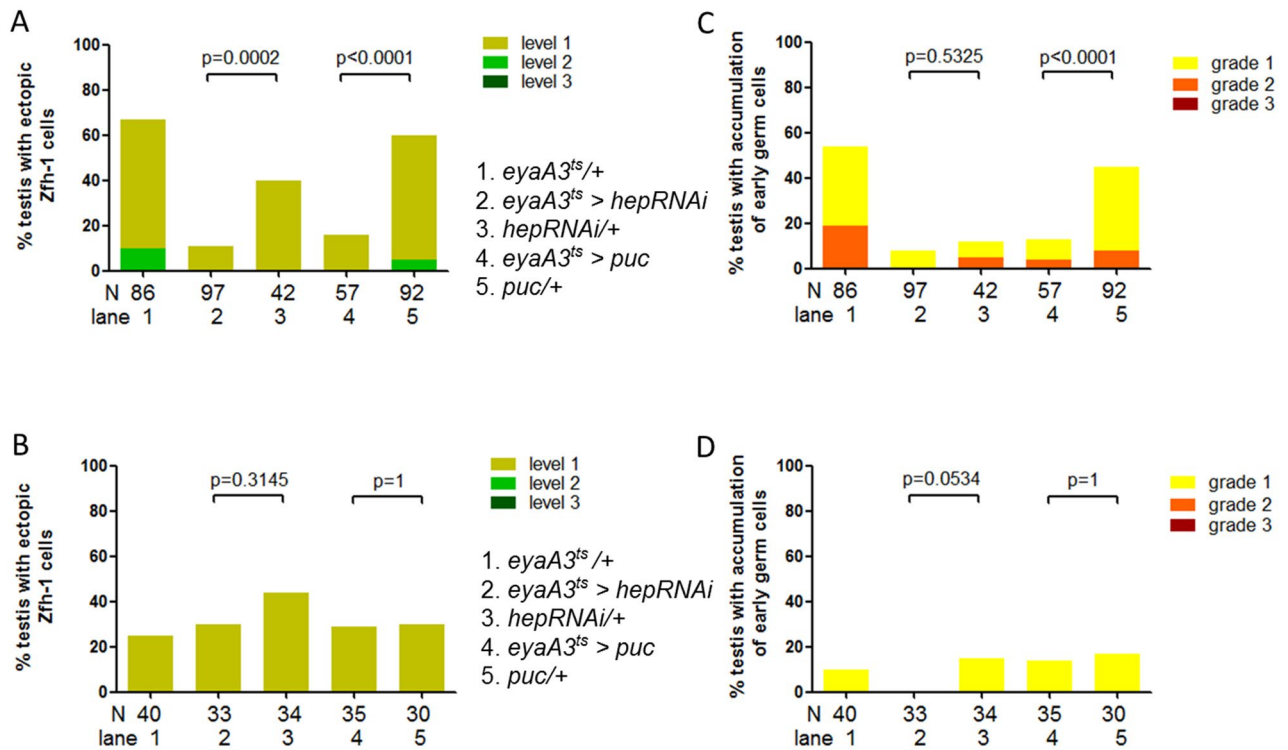 A
% testis with ectopic
Zfh-1 cells
100
80
60
40
20
0
p=0.0002
p<0.0001
level 1
level 2
level 3
N 86 97 42 57 92
lane 1 2 3 4 5
1. eyaA3ts/+
2. eyaA3ts > hepRNAi
3. hepRNAi/+
4. eyaA3ts > puc
5. puc/+
C
% testis with accumulation
of early germ cells
100
80
60
40
20
0
p=0.5325
p<0.0001
grade 1
grade 2
grade 3
N 86 97 42 57 92
lane 1 2 3 4 5
B
% testis with ectopic
Zfh-1 cells
100
80
60
40
20
0
p=0.3145
p=1
level 1
level 2
level 3
N 40 33 34 35 30
lane 1 2 3 4 5
1. eyaA3ts /+
2. eyaA3ts > hepRNAi
3. hepRNAi/+
4. eyaA3ts > puc
5. puc/+
D
% testis with accumulation
of early germ cells
100
80
60
40
20
0
p=0.0534
p=1
grade 1
grade 2
grade 3
N 40 33 34 35 30
lane 1 2 3 4 5